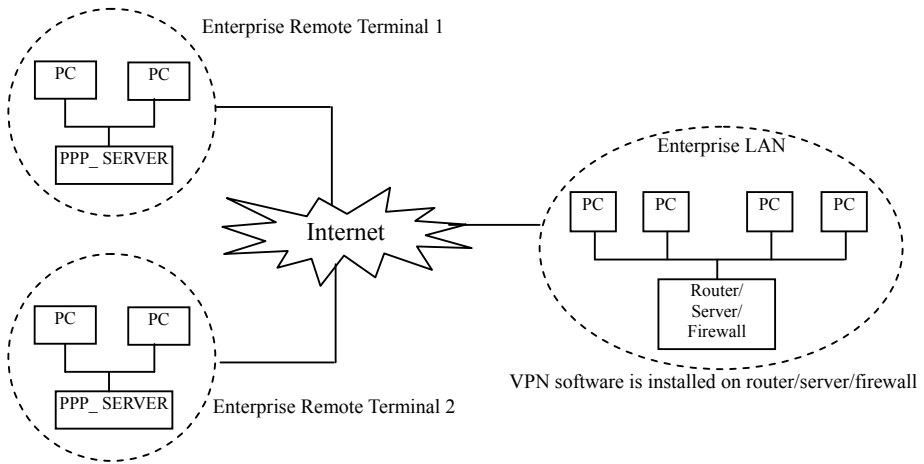 Enterprise Remote Terminal 1
PC
PC
PPP_ SERVER
Internet
Enterprise LAN
PC
PC
PC
PC
Router/
Server/
Firewall
VPN software is installed on router/server/firewall
PC
PC
PPP_ SERVER
Enterprise Remote Terminal 2